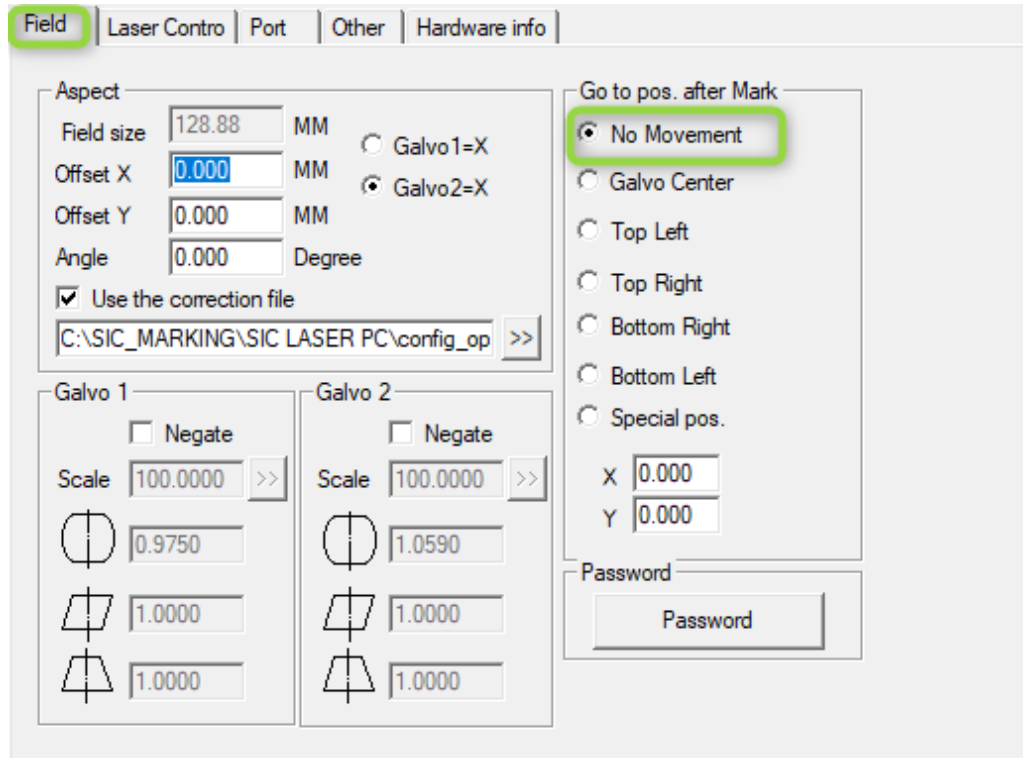 Field Laser Contro Port Other Hardware info
Aspect
Field size 128.88 MM
Galvo1=X
Offset X 0.000 MM
Galvo2=X
Offset Y 0.000 MM
Angle 0.000 Degree
Use the correction file
C:\SIC_MARKING\SIC LASER PC\config_op >>
Galvo 1
Negate
Scale 100.0000 >>
0.9750
1.0000
1.0000
Galvo 2
Negate
Scale 100.0000 >>
1.0590
1.0000
1.0000
Go to pos. after Mark
No Movement
Galvo Center
Top Left
Top Right
Bottom Right
Bottom Left
Special pos.
X 0.000
Y 0.000
Password
Password